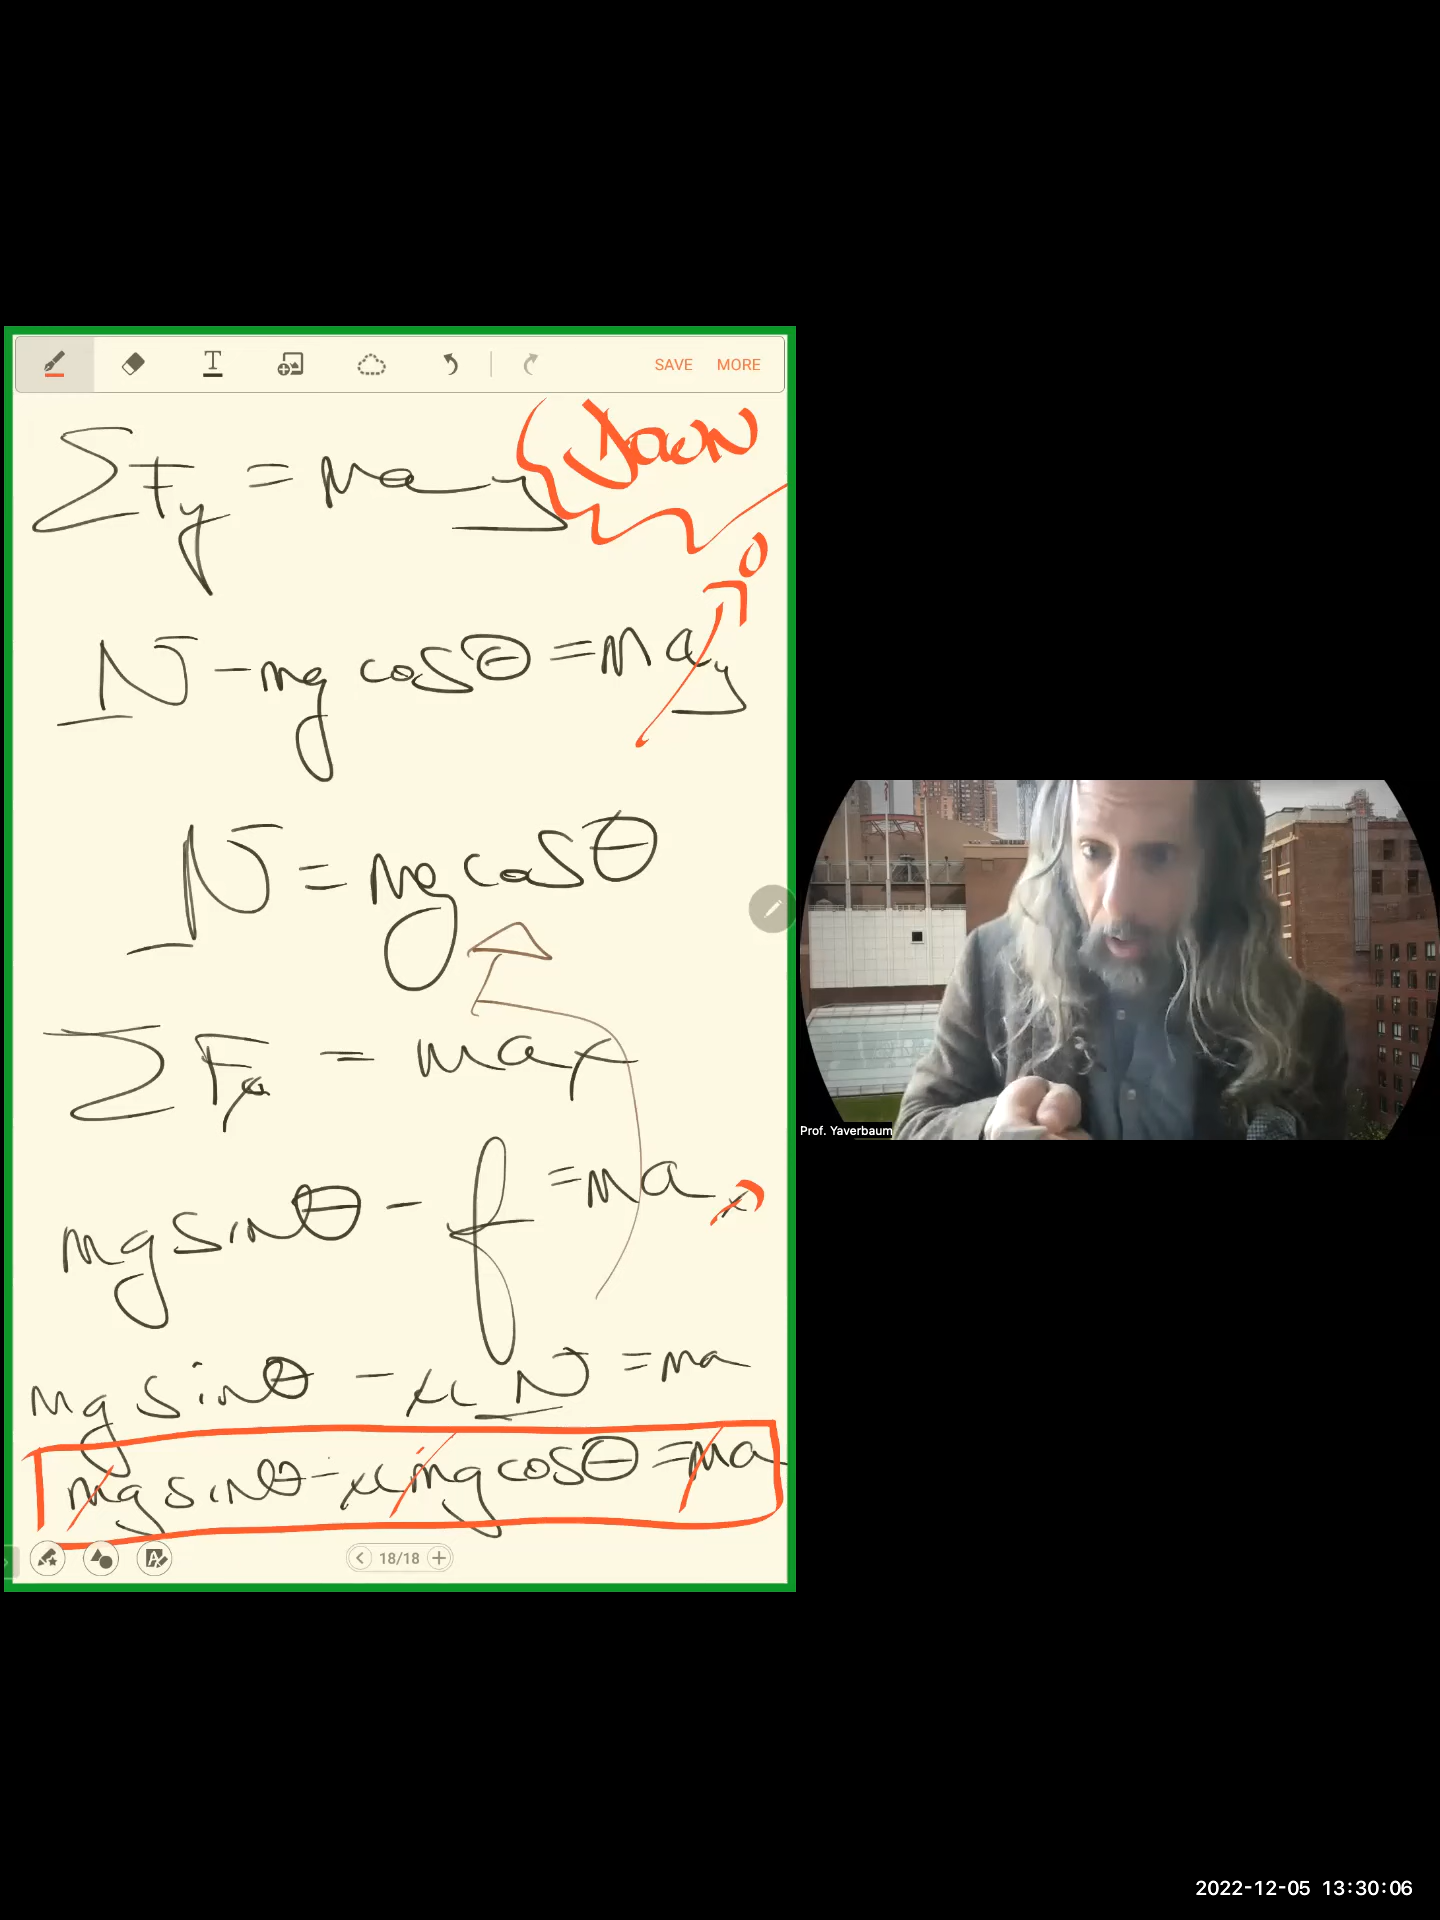 SAVE MORE
ΣFy = may
DOWN
0
N - mg cosθ = may
N = mg cosθ
ΣFx = max
mg sinθ - f = max
mg sinθ - μN = ma
mg sinθ - μmg cosθ = ma
18/18
Prof. Yaverbaum
2022-12-05 13:30:06